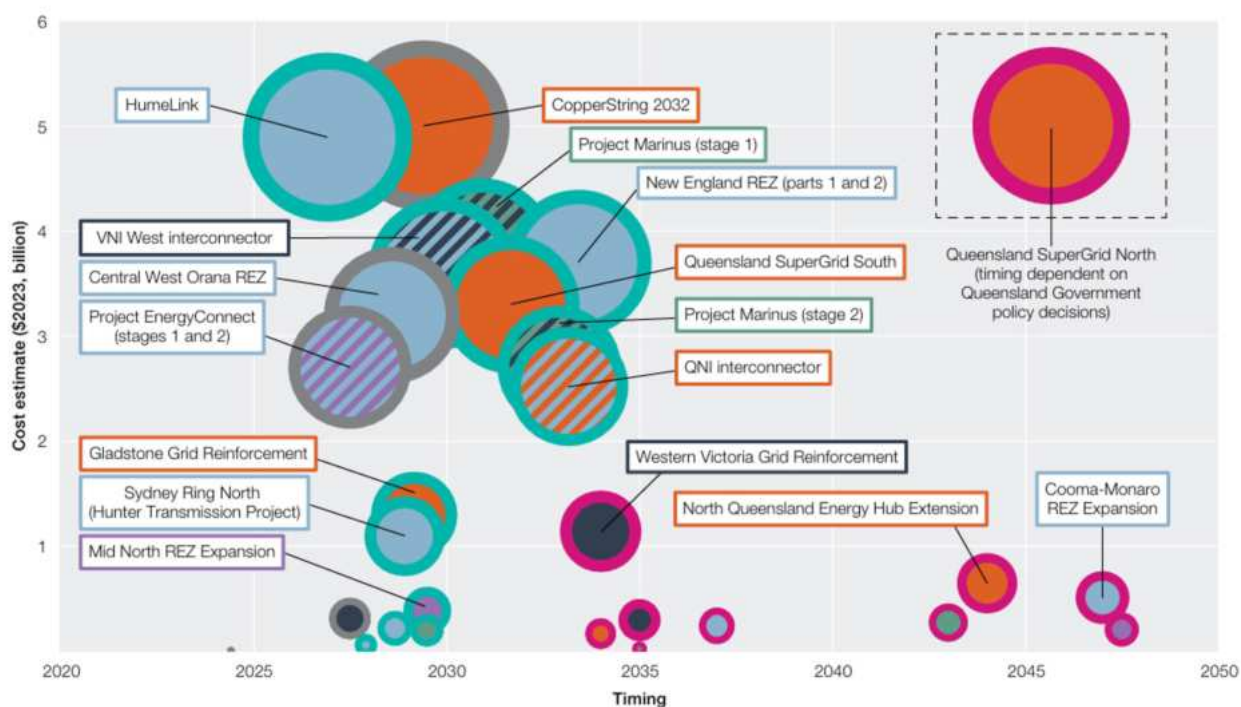 Cost estimate ($2023, billion)
6
5
4
3
2
1
HumeLink
CopperString 2032
Project Marinus (stage 1)
New England REZ (parts 1 and 2)
VNI West interconnector
Central West Orana REZ
Queensland SuperGrid South
Queensland SuperGrid North
(timing dependent on
Queensland Government
policy decisions)
Project EnergyConnect
(stages 1 and 2)
Project Marinus (stage 2)
QNI interconnector
Gladstone Grid Reinforcement
Western Victoria Grid Reinforcement
Sydney Ring North
(Hunter Transmission Project)
North Queensland Energy Hub Extension
Cooma-Monaro
REZ Expansion
Mid North REZ Expansion
2020
2025
2030
2035
2040
2045
2050
Timing